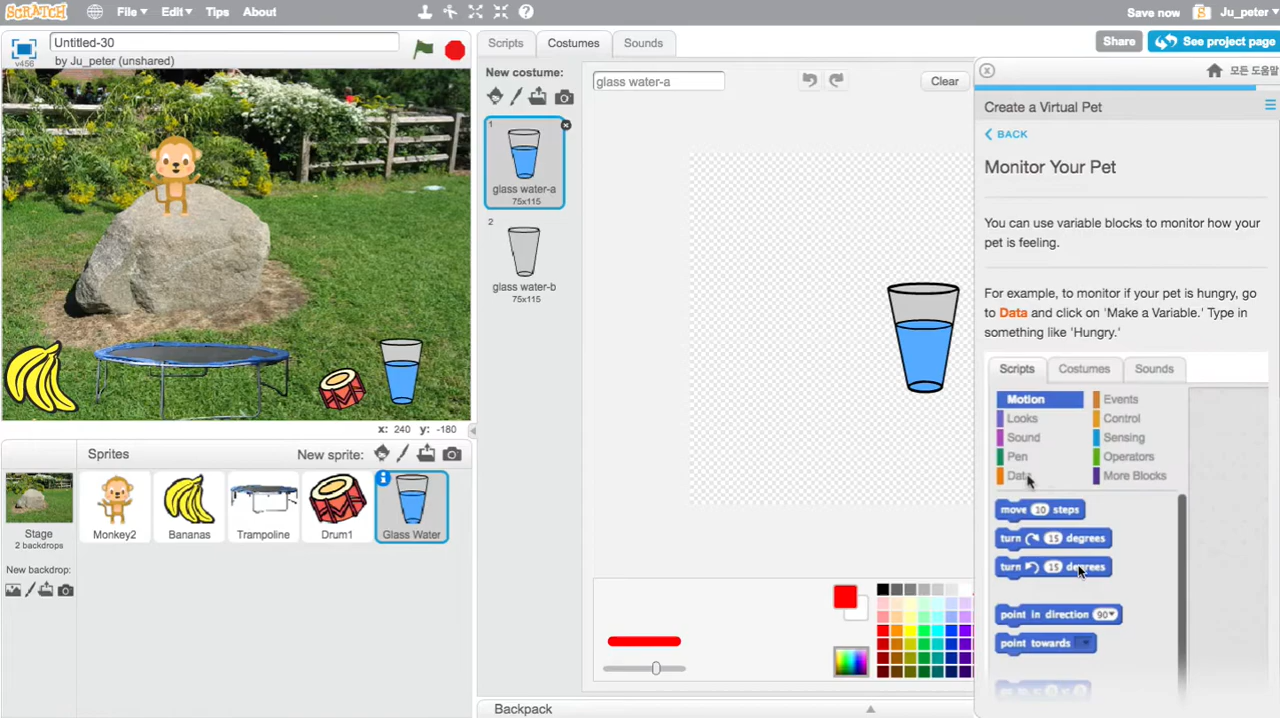 SCRATCH
File Edit Tips About
Save now Ju_peter
Untitled-30
by Ju_peter (unshared)
v456
Scripts Costumes Sounds
Share See project page
New costume:
glass water-a
Clear
1
glass water-a
75x115
2
glass water-b
75x115
x: 240 y: -180
Sprites
New sprite:
Stage
2 backdrops
New backdrop:
Monkey2
Bananas
Trampoline
Drum1
Glass Water
Backpack
모든 도움말
Create a Virtual Pet
BACK
Monitor Your Pet
You can use variable blocks to monitor how your
pet is feeling.
For example, to monitor if your pet is hungry, go
to Data and click on 'Make a Variable.' Type in
something like 'Hungry.'
Scripts Costumes Sounds
Motion Events
Looks Control
Sound Sensing
Pen Operators
Data More Blocks
move 10 steps
turn 15 degrees
turn 15 degrees
point in direction 90
point towards